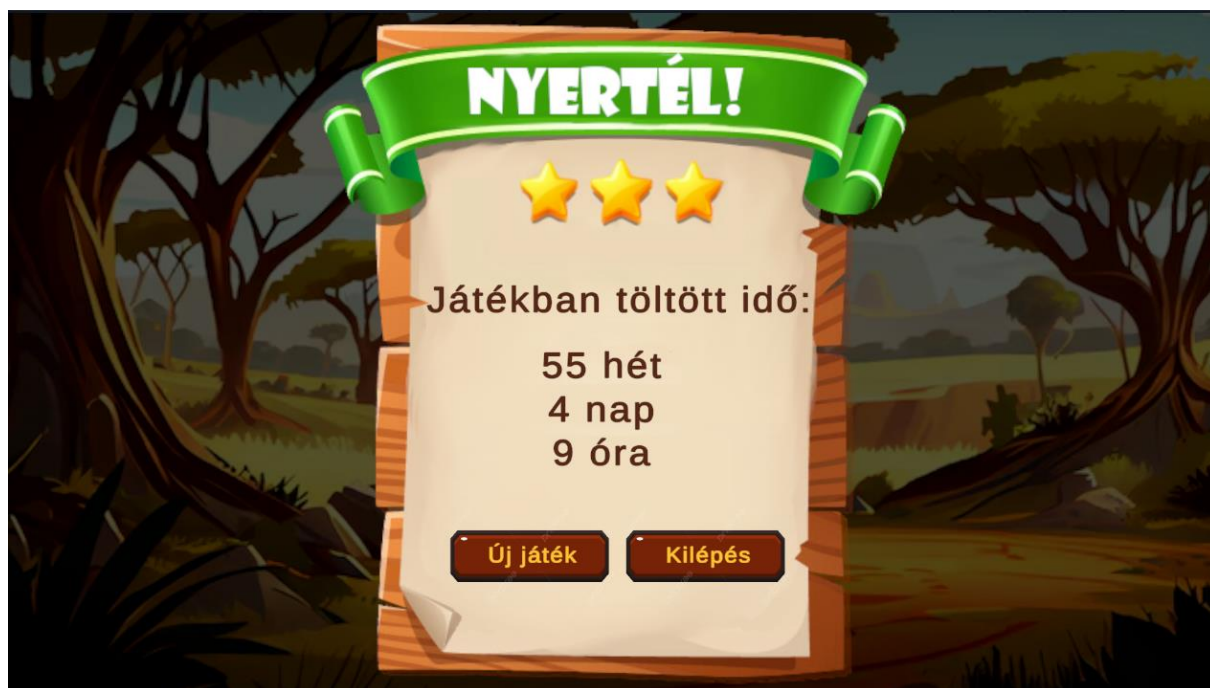 NYERTÉL!
Játékban töltött idő:
55 hét
4 nap
9 óra
Új játék
Kilépés